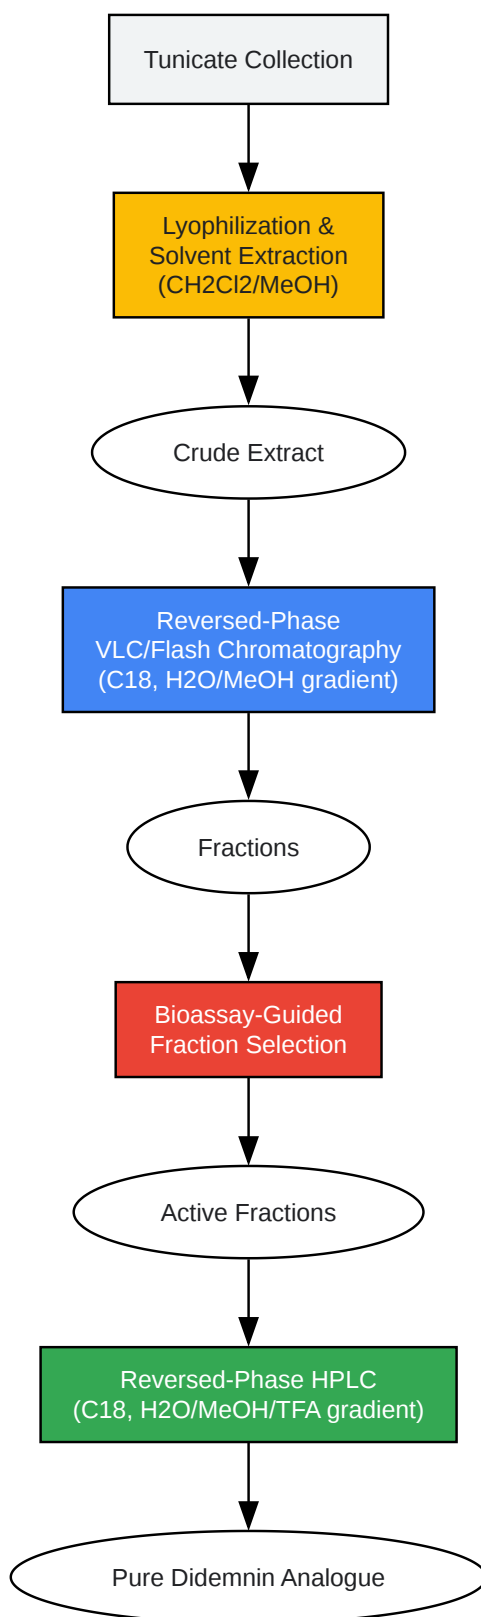 Tunicate Collection
Lyophilization &
Solvent Extraction
(CH2Cl2/MeOH)
Crude Extract
Reversed-Phase
VLC/Flash Chromatography
(C18, H2O/MeOH gradient)
Fractions
Bioassay-Guided
Fraction Selection
Active Fractions
Reversed-Phase HPLC
(C18, H2O/MeOH/TFA gradient)
Pure Didemnin Analogue